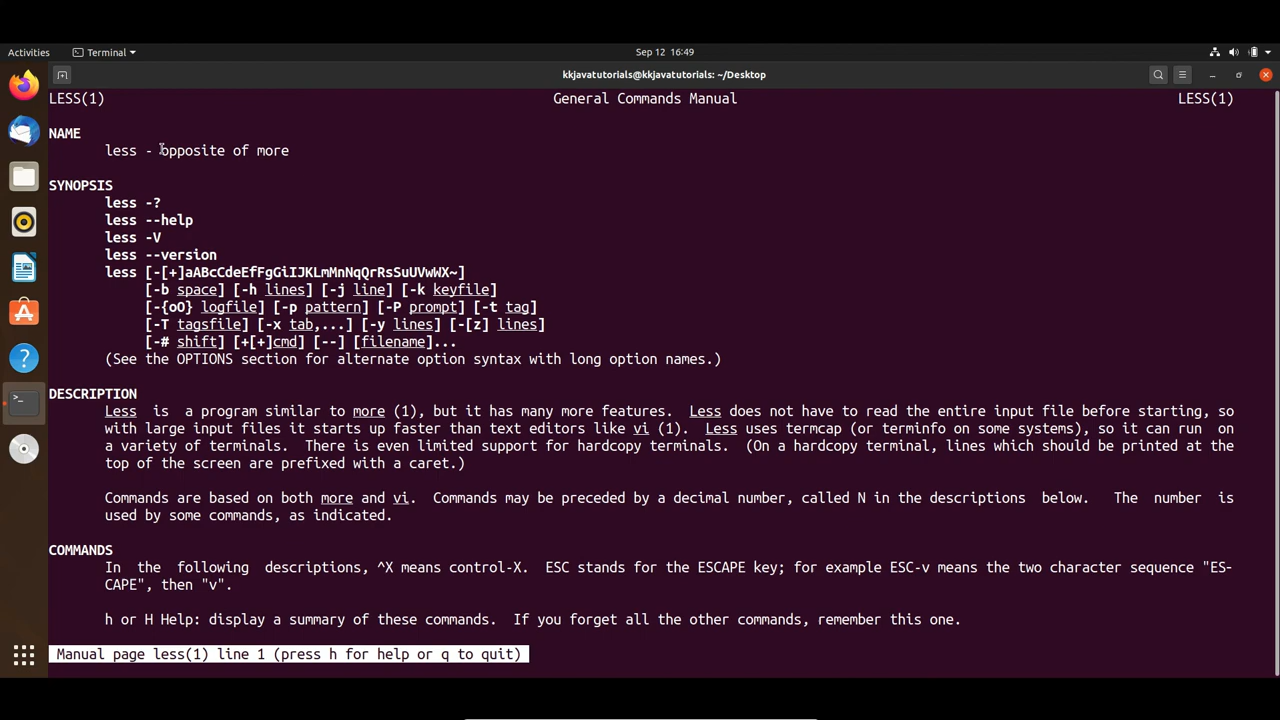 Activities
Terminal
Sep 12 16:49
kkjavatutorials@kkjavatutorials: ~/Desktop
LESS(1) General Commands Manual LESS(1)
NAME
less - opposite of more
SYNOPSIS
less -?
less --help
less -V
less --version
less [-[+]aABcCdeEfFgGiIJKLmMnNqQrRsSuUVwWX~]
[-b space] [-h lines] [-j line] [-k keyfile]
[-{oO} logfile] [-p pattern] [-P prompt] [-t tag]
[-T tagsfile] [-x tab,...] [-y lines] [-[z] lines]
[-# shift] [+[+]cmd] [--] [filename]...
(See the OPTIONS section for alternate option syntax with long option names.)
DESCRIPTION
Less is a program similar to more (1), but it has many more features. Less does not have to read the entire input file before starting, so
with large input files it starts up faster than text editors like vi (1). Less uses termcap (or terminfo on some systems), so it can run on
a variety of terminals. There is even limited support for hardcopy terminals. (On a hardcopy terminal, lines which should be printed at the
top of the screen are prefixed with a caret.)
Commands are based on both more and vi. Commands may be preceded by a decimal number, called N in the descriptions below. The number is
used by some commands, as indicated.
COMMANDS
In the following descriptions, ^X means control-X. ESC stands for the ESCAPE key; for example ESC-v means the two character sequence "ES-
CAPE", then "v".
h or H Help: display a summary of these commands. If you forget all the other commands, remember this one.
Manual page less(1) line 1 (press h for help or q to quit)